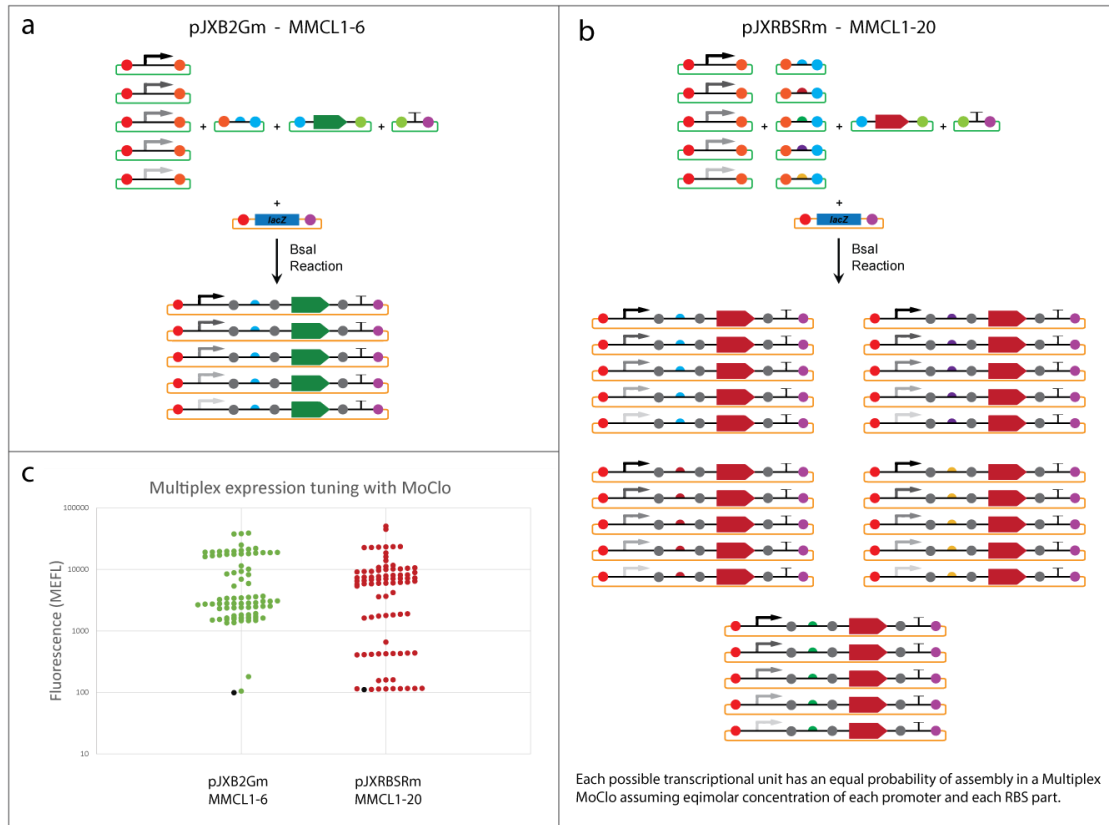 a
pJXB2Gm - MMCL1-6
+ + +
+
lacZ
BsaI
Reaction
b
pJXRBSRm - MMCL1-20
+ + +
+
lacZ
BsaI
Reaction
Each possible transcriptional unit has an equal probability of assembly in a Multiplex
MoClo assuming eqimolar concentration of each promoter and each RBS part.
c
Multiplex expression tuning with MoClo
Fluorescence (MEFL)
100000
10000
1000
100
10
pJXB2Gm
MMCL1-6
pJXRBSRm
MMCL1-20